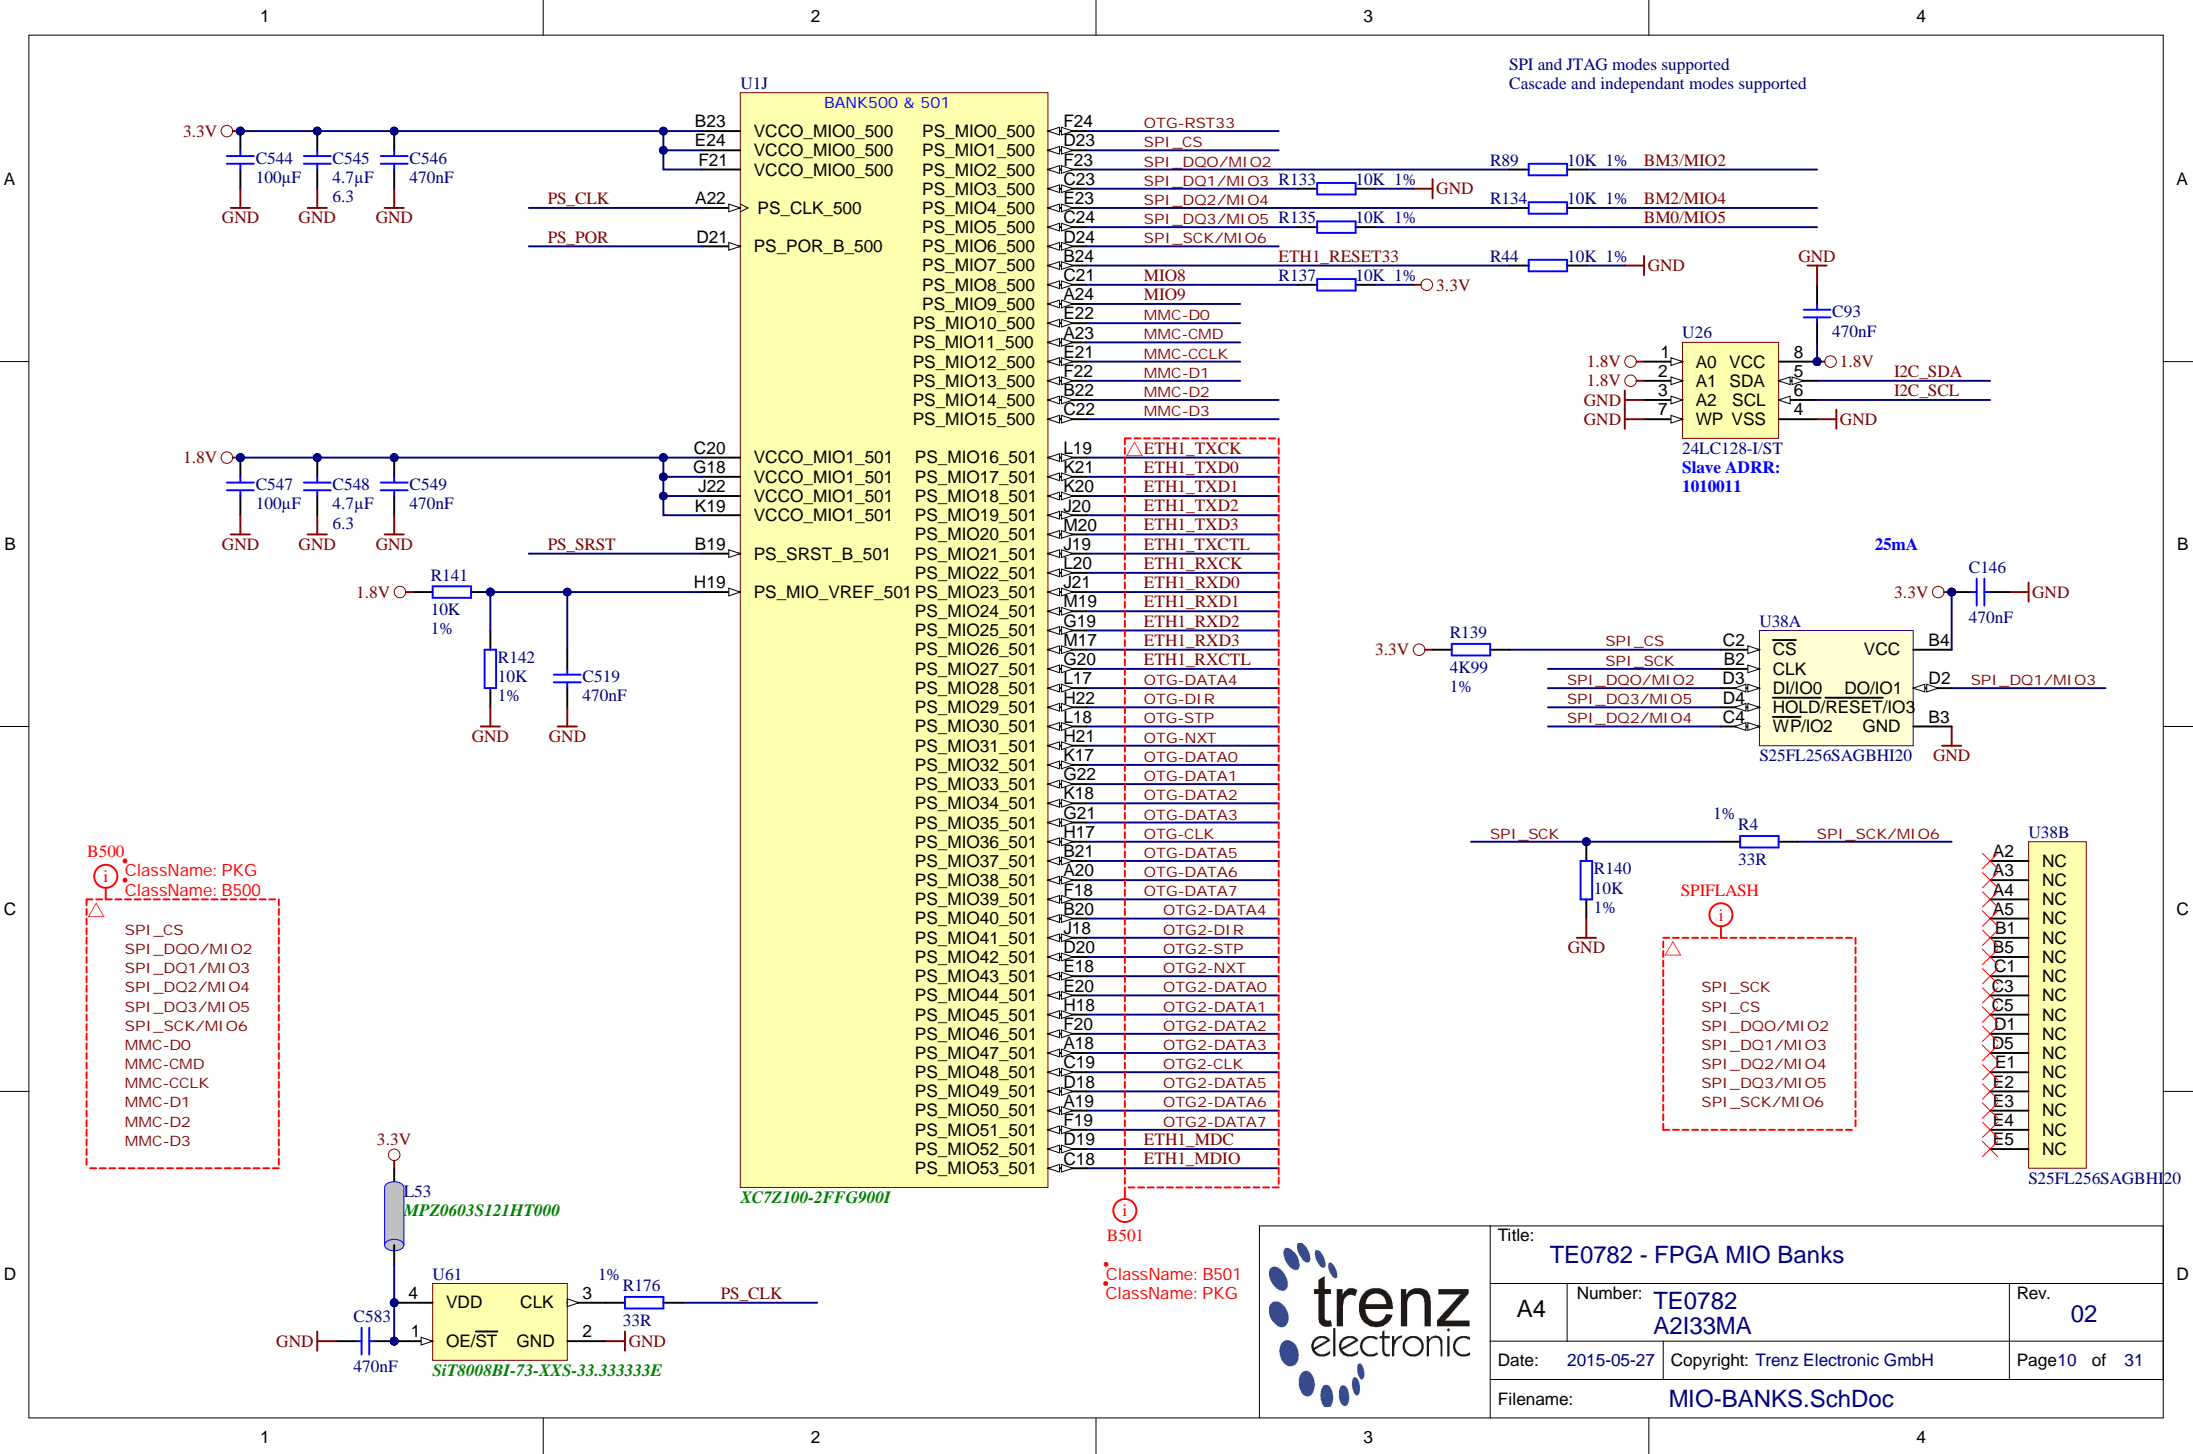 1 2 3 4
SPI and JTAG modes supported
Cascade and independant modes supported
A
A
U1J
BANK500 & 501
3.3V
C544
100µF
C545
4.7µF
6.3
C546
470nF
GND GND GND
B23 VCCO_MIO0_500
E24 VCCO_MIO0_500
F21 VCCO_MIO0_500
PS_CLK A22 PS_CLK_500
PS_POR D21 PS_POR_B_500
PS_MIO0_500 F24 OTG-RST33
PS_MIO1_500 D23 SPI_CS
PS_MIO2_500 F23 SPI_DQ0/MIO2 R89 10K 1% BM3/MIO2
PS_MIO3_500 C23 SPI_DQ1/MIO3 R133 10K 1% GND
PS_MIO4_500 E23 SPI_DQ2/MIO4 R134 10K 1% BM2/MIO4
PS_MIO5_500 C24 SPI_DQ3/MIO5 R135 10K 1% BM0/MIO5
PS_MIO6_500 D24 SPI_SCK/MIO6
PS_MIO7_500 B24 ETH1_RESET33 R44 10K 1% GND
PS_MIO8_500 C21 MIO8 R137 10K 1% 3.3V
PS_MIO9_500 A24 MIO9
PS_MIO10_500 E22 MMC-D0
PS_MIO11_500 A23 MMC-CMD
PS_MIO12_500 E21 MMC-CCLK
PS_MIO13_500 F22 MMC-D1
PS_MIO14_500 B22 MMC-D2
PS_MIO15_500 C22 MMC-D3
GND
C93
470nF
U26
1.8V 1 A0 VCC 8 1.8V
1.8V 2 A1 SDA 5 I2C_SDA
GND 3 A2 SCL 6 I2C_SCL
GND 7 WP VSS 4 GND
24LC128-I/ST
Slave ADRR:
1010011
B
B
1.8V
C547
100µF
C548
4.7µF
6.3
C549
470nF
GND GND GND
C20 VCCO_MIO1_501
G18 VCCO_MIO1_501
J22 VCCO_MIO1_501
K19 VCCO_MIO1_501
PS_SRST B19 PS_SRST_B_501
1.8V R141 10K 1% H19 PS_MIO_VREF_501
R142
10K
1%
C519
470nF
GND GND
PS_MIO16_501 L19 ETH1_TXCK
PS_MIO17_501 K21 ETH1_TXD0
PS_MIO18_501 K20 ETH1_TXD1
PS_MIO19_501 J20 ETH1_TXD2
PS_MIO20_501 M20 ETH1_TXD3
PS_MIO21_501 J19 ETH1_TXCTL
PS_MIO22_501 L20 ETH1_RXCK
PS_MIO23_501 J21 ETH1_RXD0
PS_MIO24_501 M19 ETH1_RXD1
PS_MIO25_501 G19 ETH1_RXD2
PS_MIO26_501 M17 ETH1_RXD3
PS_MIO27_501 G20 ETH1_RXCTL
PS_MIO28_501 L17 OTG-DATA4
PS_MIO29_501 H22 OTG-DIR
PS_MIO30_501 L18 OTG-STP
PS_MIO31_501 H21 OTG-NXT
PS_MIO32_501 K17 OTG-DATA0
PS_MIO33_501 G22 OTG-DATA1
PS_MIO34_501 K18 OTG-DATA2
PS_MIO35_501 G21 OTG-DATA3
PS_MIO36_501 H17 OTG-CLK
PS_MIO37_501 B21 OTG-DATA5
PS_MIO38_501 A20 OTG-DATA6
PS_MIO39_501 F18 OTG-DATA7
PS_MIO40_501 B20 OTG2-DATA4
PS_MIO41_501 J18 OTG2-DIR
PS_MIO42_501 D20 OTG2-STP
PS_MIO43_501 E18 OTG2-NXT
PS_MIO44_501 E20 OTG2-DATA0
PS_MIO45_501 H18 OTG2-DATA1
PS_MIO46_501 F20 OTG2-DATA2
PS_MIO47_501 A18 OTG2-DATA3
PS_MIO48_501 C19 OTG2-CLK
PS_MIO49_501 D18 OTG2-DATA5
PS_MIO50_501 A19 OTG2-DATA6
PS_MIO51_501 F19 OTG2-DATA7
PS_MIO52_501 D19 ETH1_MDC
PS_MIO53_501 C18 ETH1_MDIO
XC7Z100-2FFG900I
B501
ClassName: B501
ClassName: PKG
25mA
C146
3.3V GND
470nF
U38A
3.3V R139 4K99 1% SPI_CS C2 CS VCC B4
SPI_SCK B2 CLK
SPI_DQ0/MIO2 D3 DI/IO0 DO/IO1 D2 SPI_DQ1/MIO3
SPI_DQ3/MIO5 D4 HOLD/RESET/IO3
SPI_DQ2/MIO4 C4 WP/IO2 GND B3
S25FL256SAGBHI20 GND
C
C
SPI_SCK 1% R4 33R SPI_SCK/MIO6
R140
10K
1%
GND
SPIFLASH
i
SPI_SCK
SPI_CS
SPI_DQ0/MIO2
SPI_DQ1/MIO3
SPI_DQ2/MIO4
SPI_DQ3/MIO5
SPI_SCK/MIO6
U38B
A2 NC
A3 NC
A4 NC
A5 NC
B1 NC
B5 NC
C1 NC
C3 NC
C5 NC
D1 NC
D5 NC
E1 NC
E2 NC
E3 NC
E4 NC
E5 NC
S25FL256SAGBHI20
B500
i
ClassName: PKG
ClassName: B500
SPI_CS
SPI_DQ0/MIO2
SPI_DQ1/MIO3
SPI_DQ2/MIO4
SPI_DQ3/MIO5
SPI_SCK/MIO6
MMC-D0
MMC-CMD
MMC-CCLK
MMC-D1
MMC-D2
MMC-D3
D
D
3.3V
L53
MPZ0603S121HT000
U61
4 VDD CLK 3 1% R176 33R PS_CLK
GND C583 470nF 1 OE/ST GND 2 GND
SiT8008BI-73-XXS-33.333333E
i
trenz
electronic
Title:
TE0782 - FPGA MIO Banks
A4
Number: TE0782
A2I33MA
Rev.
02
Date: 2015-05-27 Copyright: Trenz Electronic GmbH Page10 of 31
Filename: MIO-BANKS.SchDoc
1 2 3 4